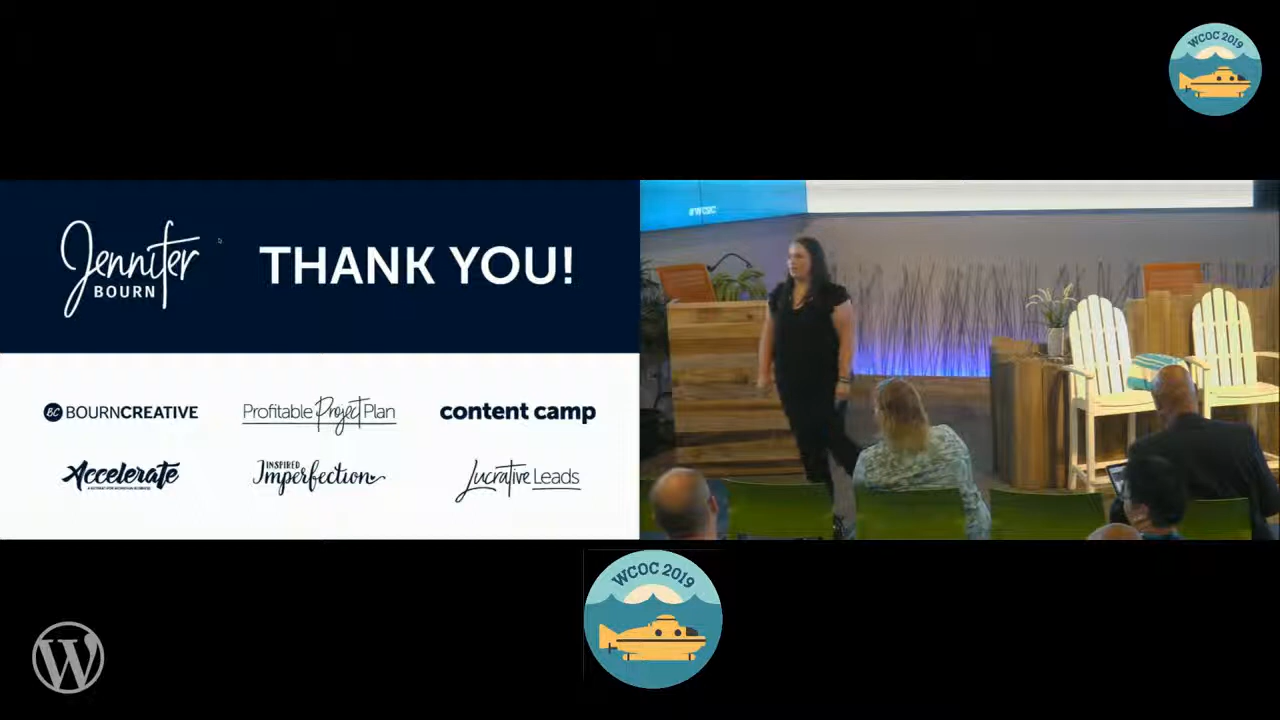 WCOC 2019
Jennifer
BOURN
THANK YOU!
BC BOURNCREATIVE
Profitable Project Plan
content camp
Accelerate
INSPIRED
Imperfection
Lucrative Leads
WCOC 2019
W